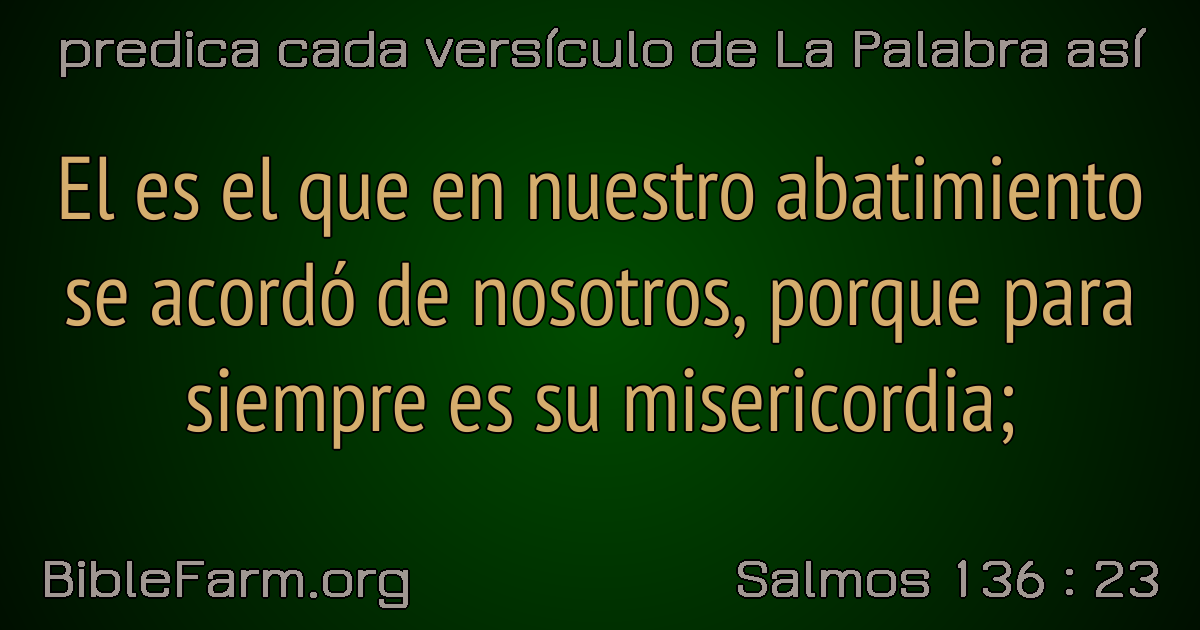 predica cada versículo de La Palabra así
El es el que en nuestro abatimiento
se acordó de nosotros, porque para
siempre es su misericordia;
BibleFarm.org
Salmos 136 : 23